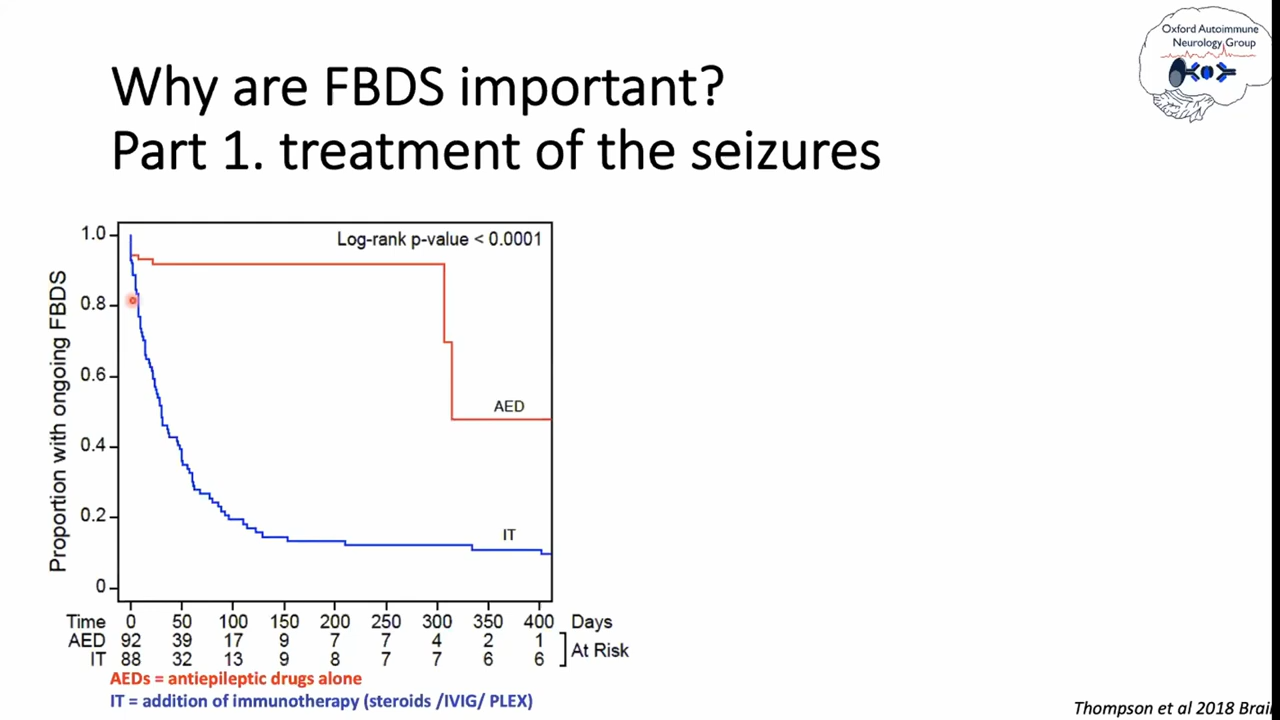 Oxford Autoimmune
Neurology Group
Why are FBDS important?
Part 1. treatment of the seizures
Log-rank p-value < 0.0001
Proportion with ongoing FBDS
1.0
0.8
0.6
0.4
0.2
0
AED
IT
Time 0 50 100 150 200 250 300 350 400 Days
AED 92 39 17 9 7 7 4 2 1
IT 88 32 13 9 8 7 7 6 6
At Risk
AEDs = antiepileptic drugs alone
IT = addition of immunotherapy (steroids /IVIG/ PLEX)
Thompson et al 2018 Brain